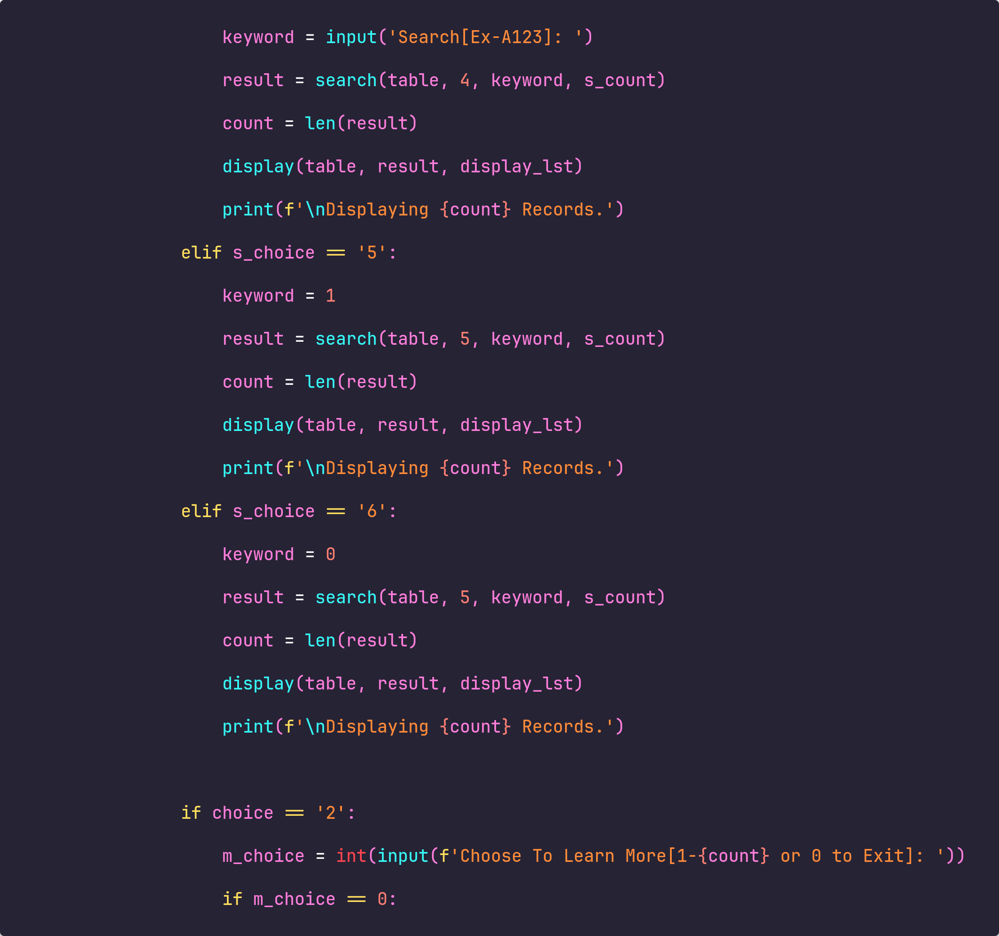 keyword = input('Search[Ex-A123]: ')
result = search(table, 4, keyword, s_count)
count = len(result)
display(table, result, display_lst)
print(f'\nDisplaying {count} Records.')
elif s_choice == '5':
keyword = 1
result = search(table, 5, keyword, s_count)
count = len(result)
display(table, result, display_lst)
print(f'\nDisplaying {count} Records.')
elif s_choice == '6':
keyword = 0
result = search(table, 5, keyword, s_count)
count = len(result)
display(table, result, display_lst)
print(f'\nDisplaying {count} Records.')
if choice == '2':
m_choice = int(input(f'Choose To Learn More[1-{count} or 0 to Exit]: '))
if m_choice == 0: